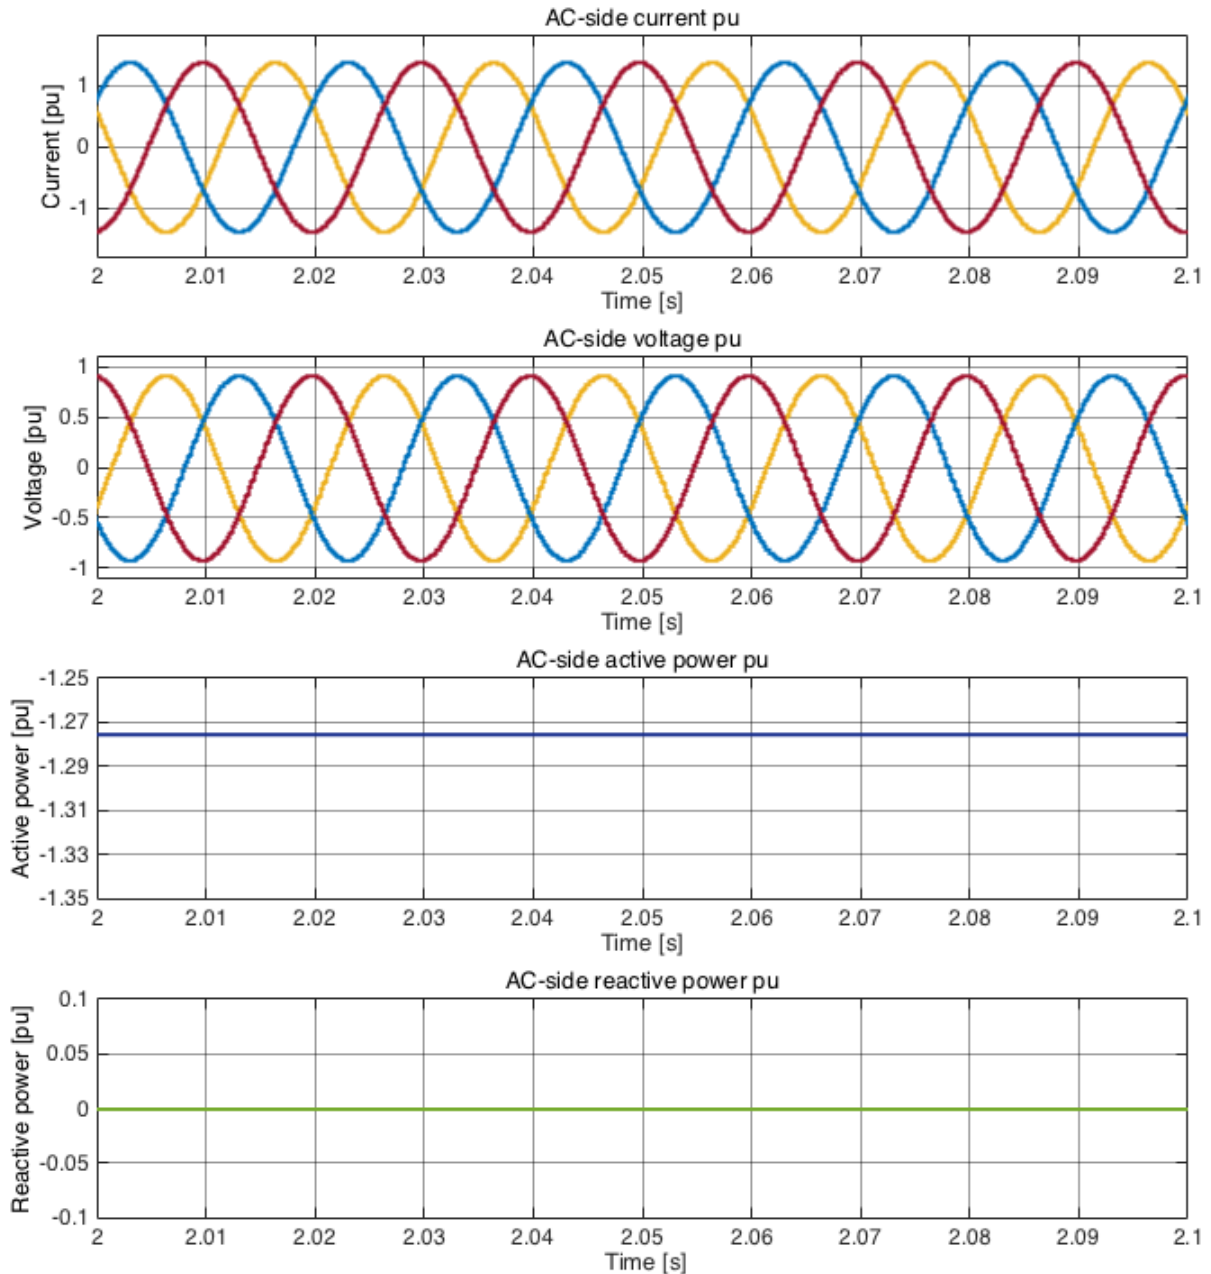 AC-side current pu
Current [pu]
1
0
-1
2 2.01 2.02 2.03 2.04 2.05 2.06 2.07 2.08 2.09 2.1
Time [s]
AC-side voltage pu
Voltage [pu]
1
0.5
0
-0.5
-1
2 2.01 2.02 2.03 2.04 2.05 2.06 2.07 2.08 2.09 2.1
Time [s]
AC-side active power pu
Active power [pu]
-1.25
-1.27
-1.29
-1.31
-1.33
-1.35
2 2.01 2.02 2.03 2.04 2.05 2.06 2.07 2.08 2.09 2.1
Time [s]
AC-side reactive power pu
Reactive power [pu]
0.1
0.05
0
-0.05
-0.1
2 2.01 2.02 2.03 2.04 2.05 2.06 2.07 2.08 2.09 2.1
Time [s]